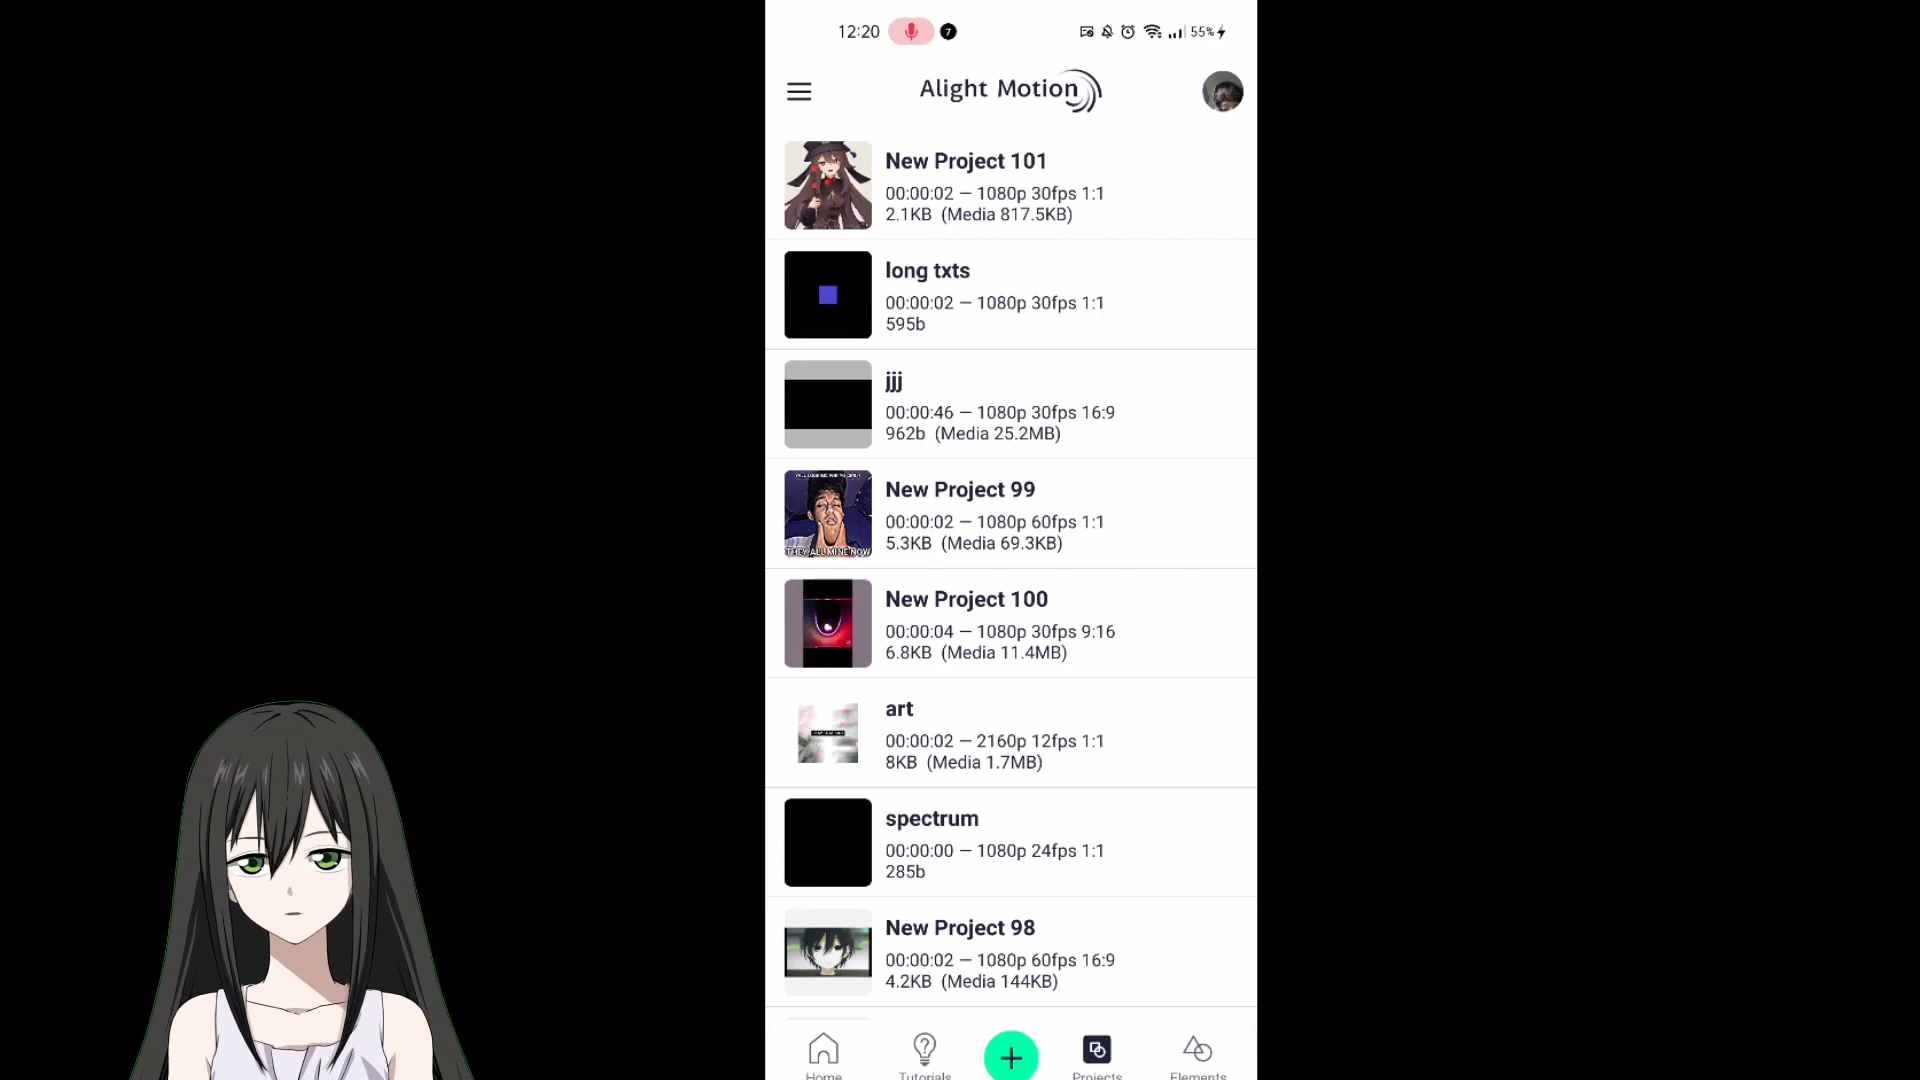 12:20
7
55%
Alight Motion
New Project 101
00:00:02 — 1080p 30fps 1:1
2.1KB (Media 817.5KB)
long txts
00:00:02 — 1080p 30fps 1:1
595b
jjj
00:00:46 — 1080p 30fps 16:9
962b (Media 25.2MB)
THEY ALL MINE NOW
New Project 99
00:00:02 — 1080p 60fps 1:1
5.3KB (Media 69.3KB)
New Project 100
00:00:04 — 1080p 30fps 9:16
6.8KB (Media 11.4MB)
art
00:00:02 — 2160p 12fps 1:1
8KB (Media 1.7MB)
spectrum
00:00:00 — 1080p 24fps 1:1
285b
New Project 98
00:00:02 — 1080p 60fps 16:9
4.2KB (Media 144KB)
Home
Tutorials
Projects
Elements